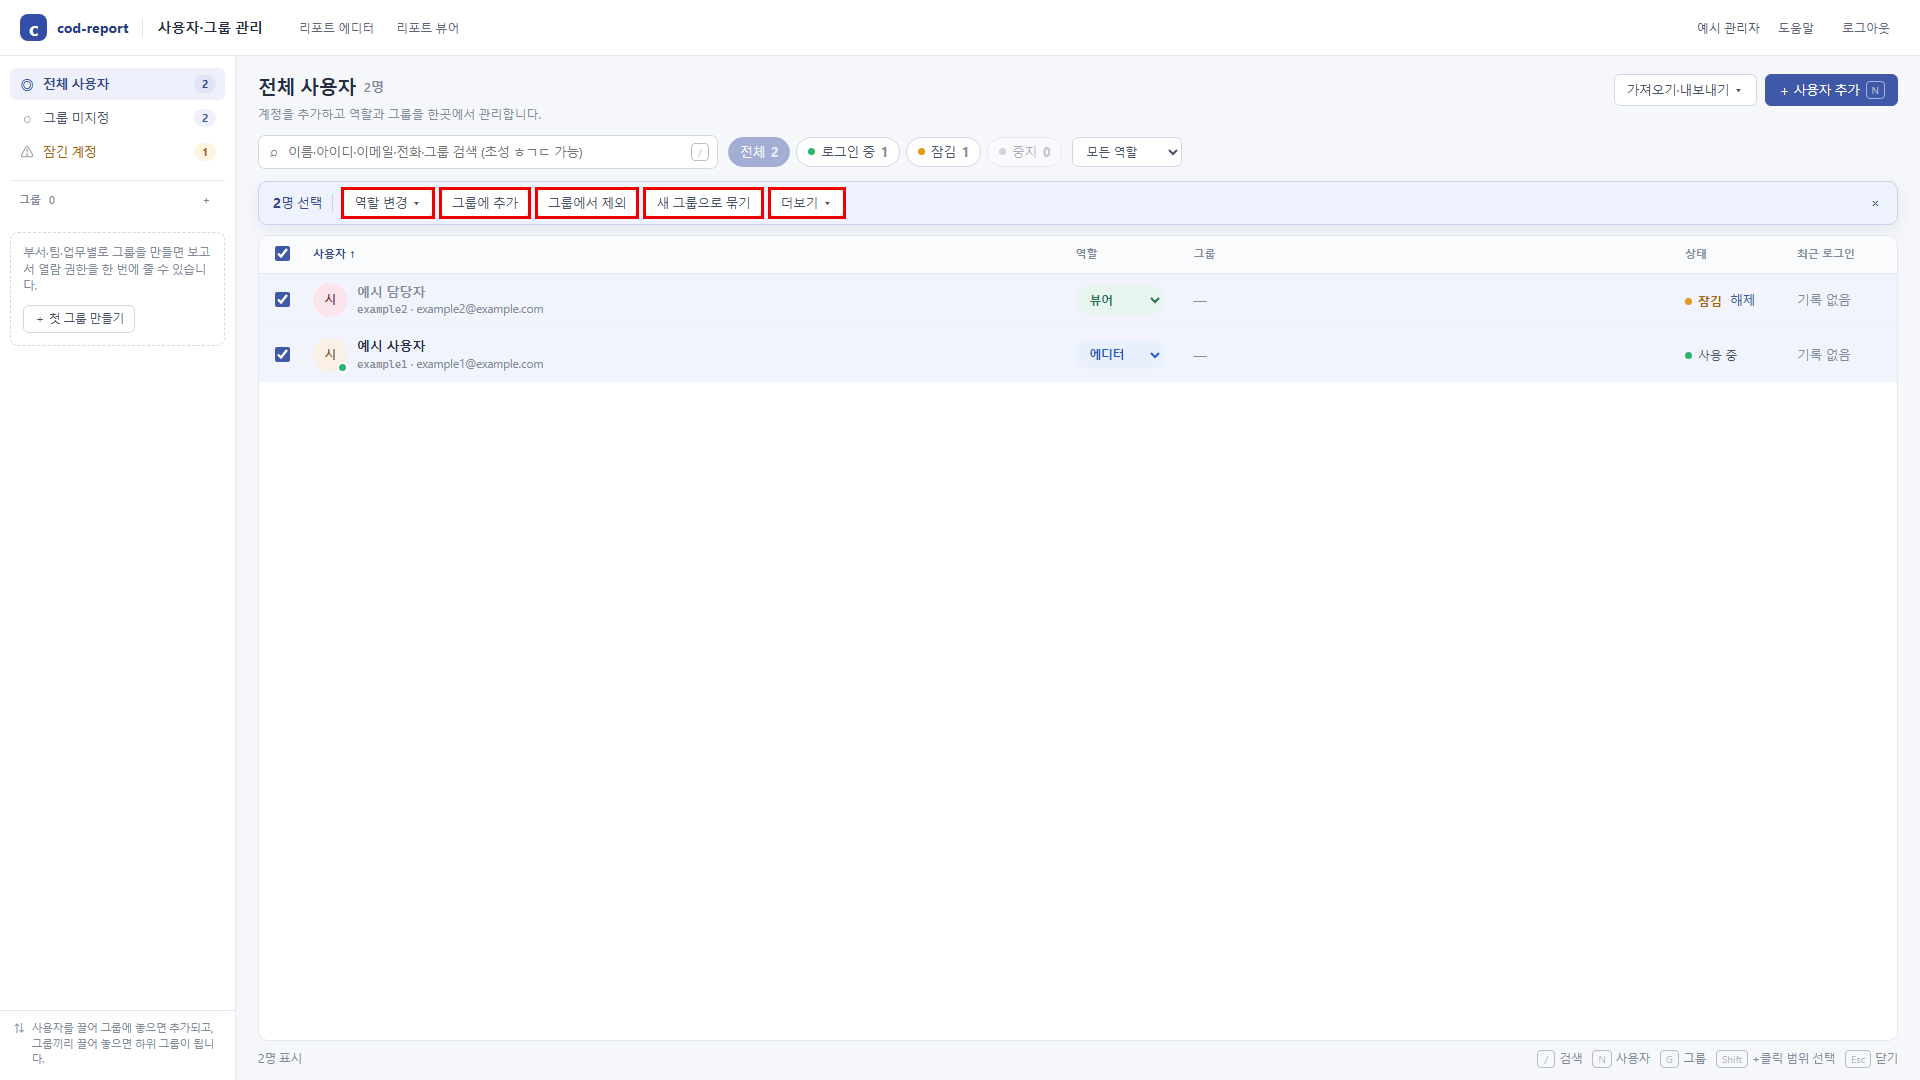 c cod-report 사용자·그룹 관리 리포트 에디터 리포트 뷰어 예시 관리자 도움말 로그아웃
전체 사용자 2
그룹 미지정 2
잠긴 계정 1
그룹 0 +
부서·팀·업무별로 그룹을 만들면 보고
서 열람 권한을 한 번에 줄 수 있습니
다.
+ 첫 그룹 만들기
사용자를 끌어 그룹에 놓으면 추가되고,
그룹끼리 끌어 놓으면 하위 그룹이 됩니
다.
전체 사용자 2명
계정을 추가하고 역할과 그룹을 한곳에서 관리합니다.
가져오기·내보내기 + 사용자 추가 N
이름·아이디·이메일·전화·그룹 검색 (초성 ㅎㄱㄷ 가능) / 전체 2 로그인 중 1 잠김 1 중지 0 모든 역할
2명 선택 역할 변경 그룹에 추가 그룹에서 제외 새 그룹으로 묶기 더보기 ×
사용자 ↑ 역할 그룹 상태 최근 로그인
시 예시 담당자 뷰어 — 잠김 해제 기록 없음
example2 · example2@example.com
시 예시 사용자 에디터 — 사용 중 기록 없음
example1 · example1@example.com
2명 표시 / 검색 N 사용자 G 그룹 Shift +클릭 범위 선택 Esc 닫기